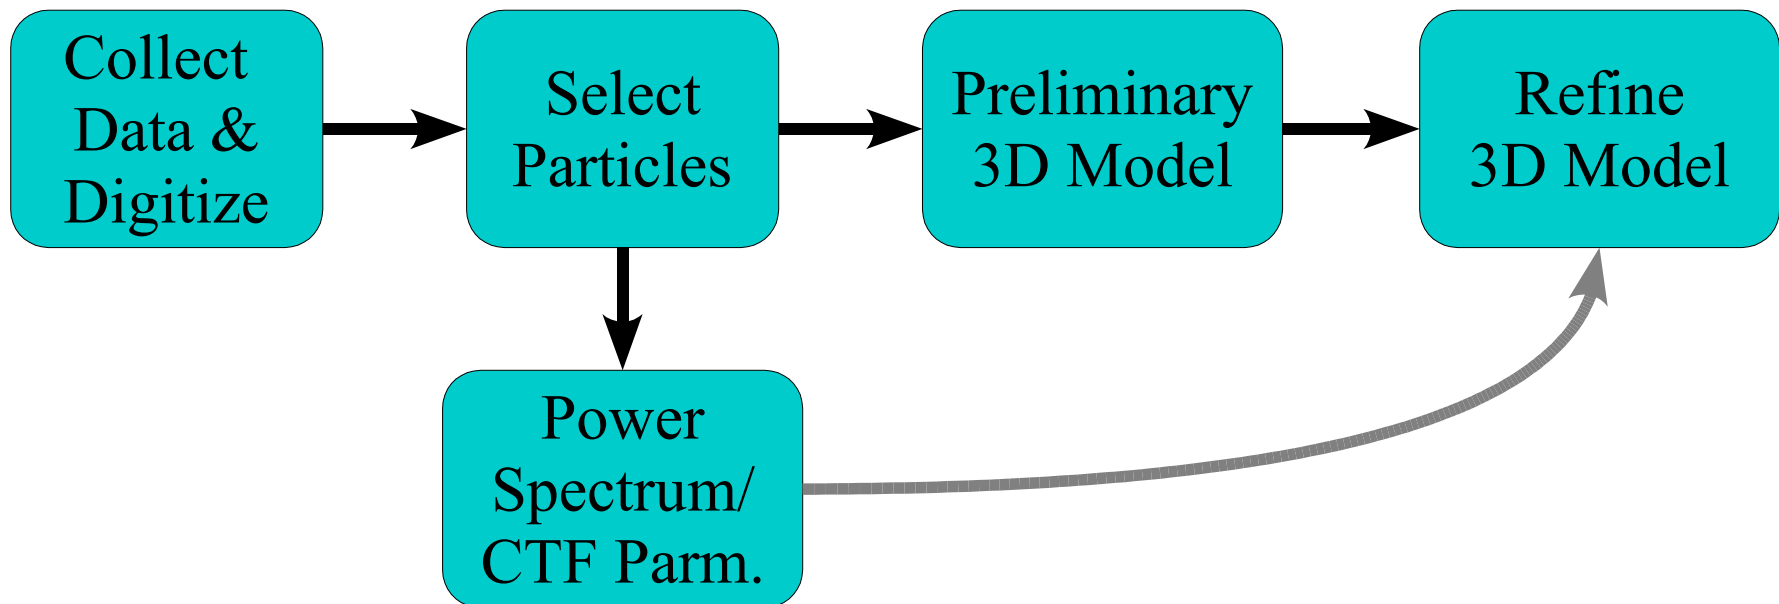 Collect
Data &
Digitize
Select
Particles
Preliminary
3D Model
Refine
3D Model
Power
Spectrum/
CTF Parm.